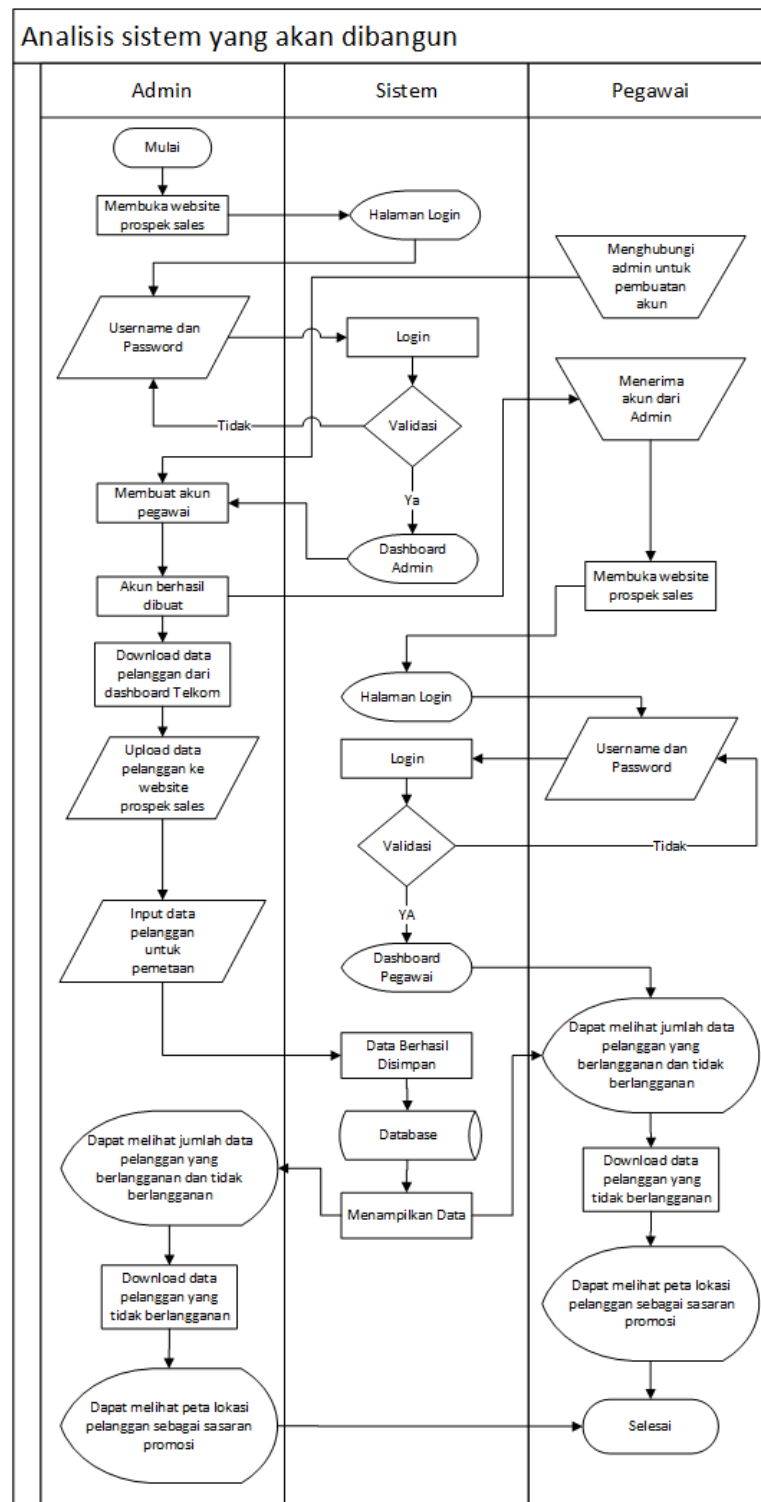 Analisis sistem yang akan dibangun
Admin
Sistem
Pegawai
Mulai
Membuka website
prospek sales
Halaman Login
Menghubungi
admin untuk
pembuatan
akun
Username dan
Password
Login
Menerima
akun dari
Admin
Tidak
Validasi
Membuat akun
pegawai
Ya
Dashboard
Admin
Akun berhasil
dibuat
Membuka website
prospek sales
Download data
pelanggan dari
dashboard Telkom
Halaman Login
Upload data
pelanggan ke
website
prospek sales
Login
Username dan
Password
Validasi
Tidak
YA
Input data
pelanggan
untuk
pemetaan
Dashboard
Pegawai
Dapat melihat jumlah data
pelanggan yang
berlangganan dan tidak
berlangganan
Data Berhasil
Disimpan
Database
Dapat melihat jumlah data
pelanggan yang
berlangganan dan tidak
berlangganan
Download data
pelanggan yang
tidak berlangganan
Menampilkan Data
Download data
pelanggan yang
tidak berlangganan
Dapat melihat peta lokasi
pelanggan sebagai sasaran
promosi
Dapat melihat peta lokasi
pelanggan sebagai sasaran
promosi
Selesai